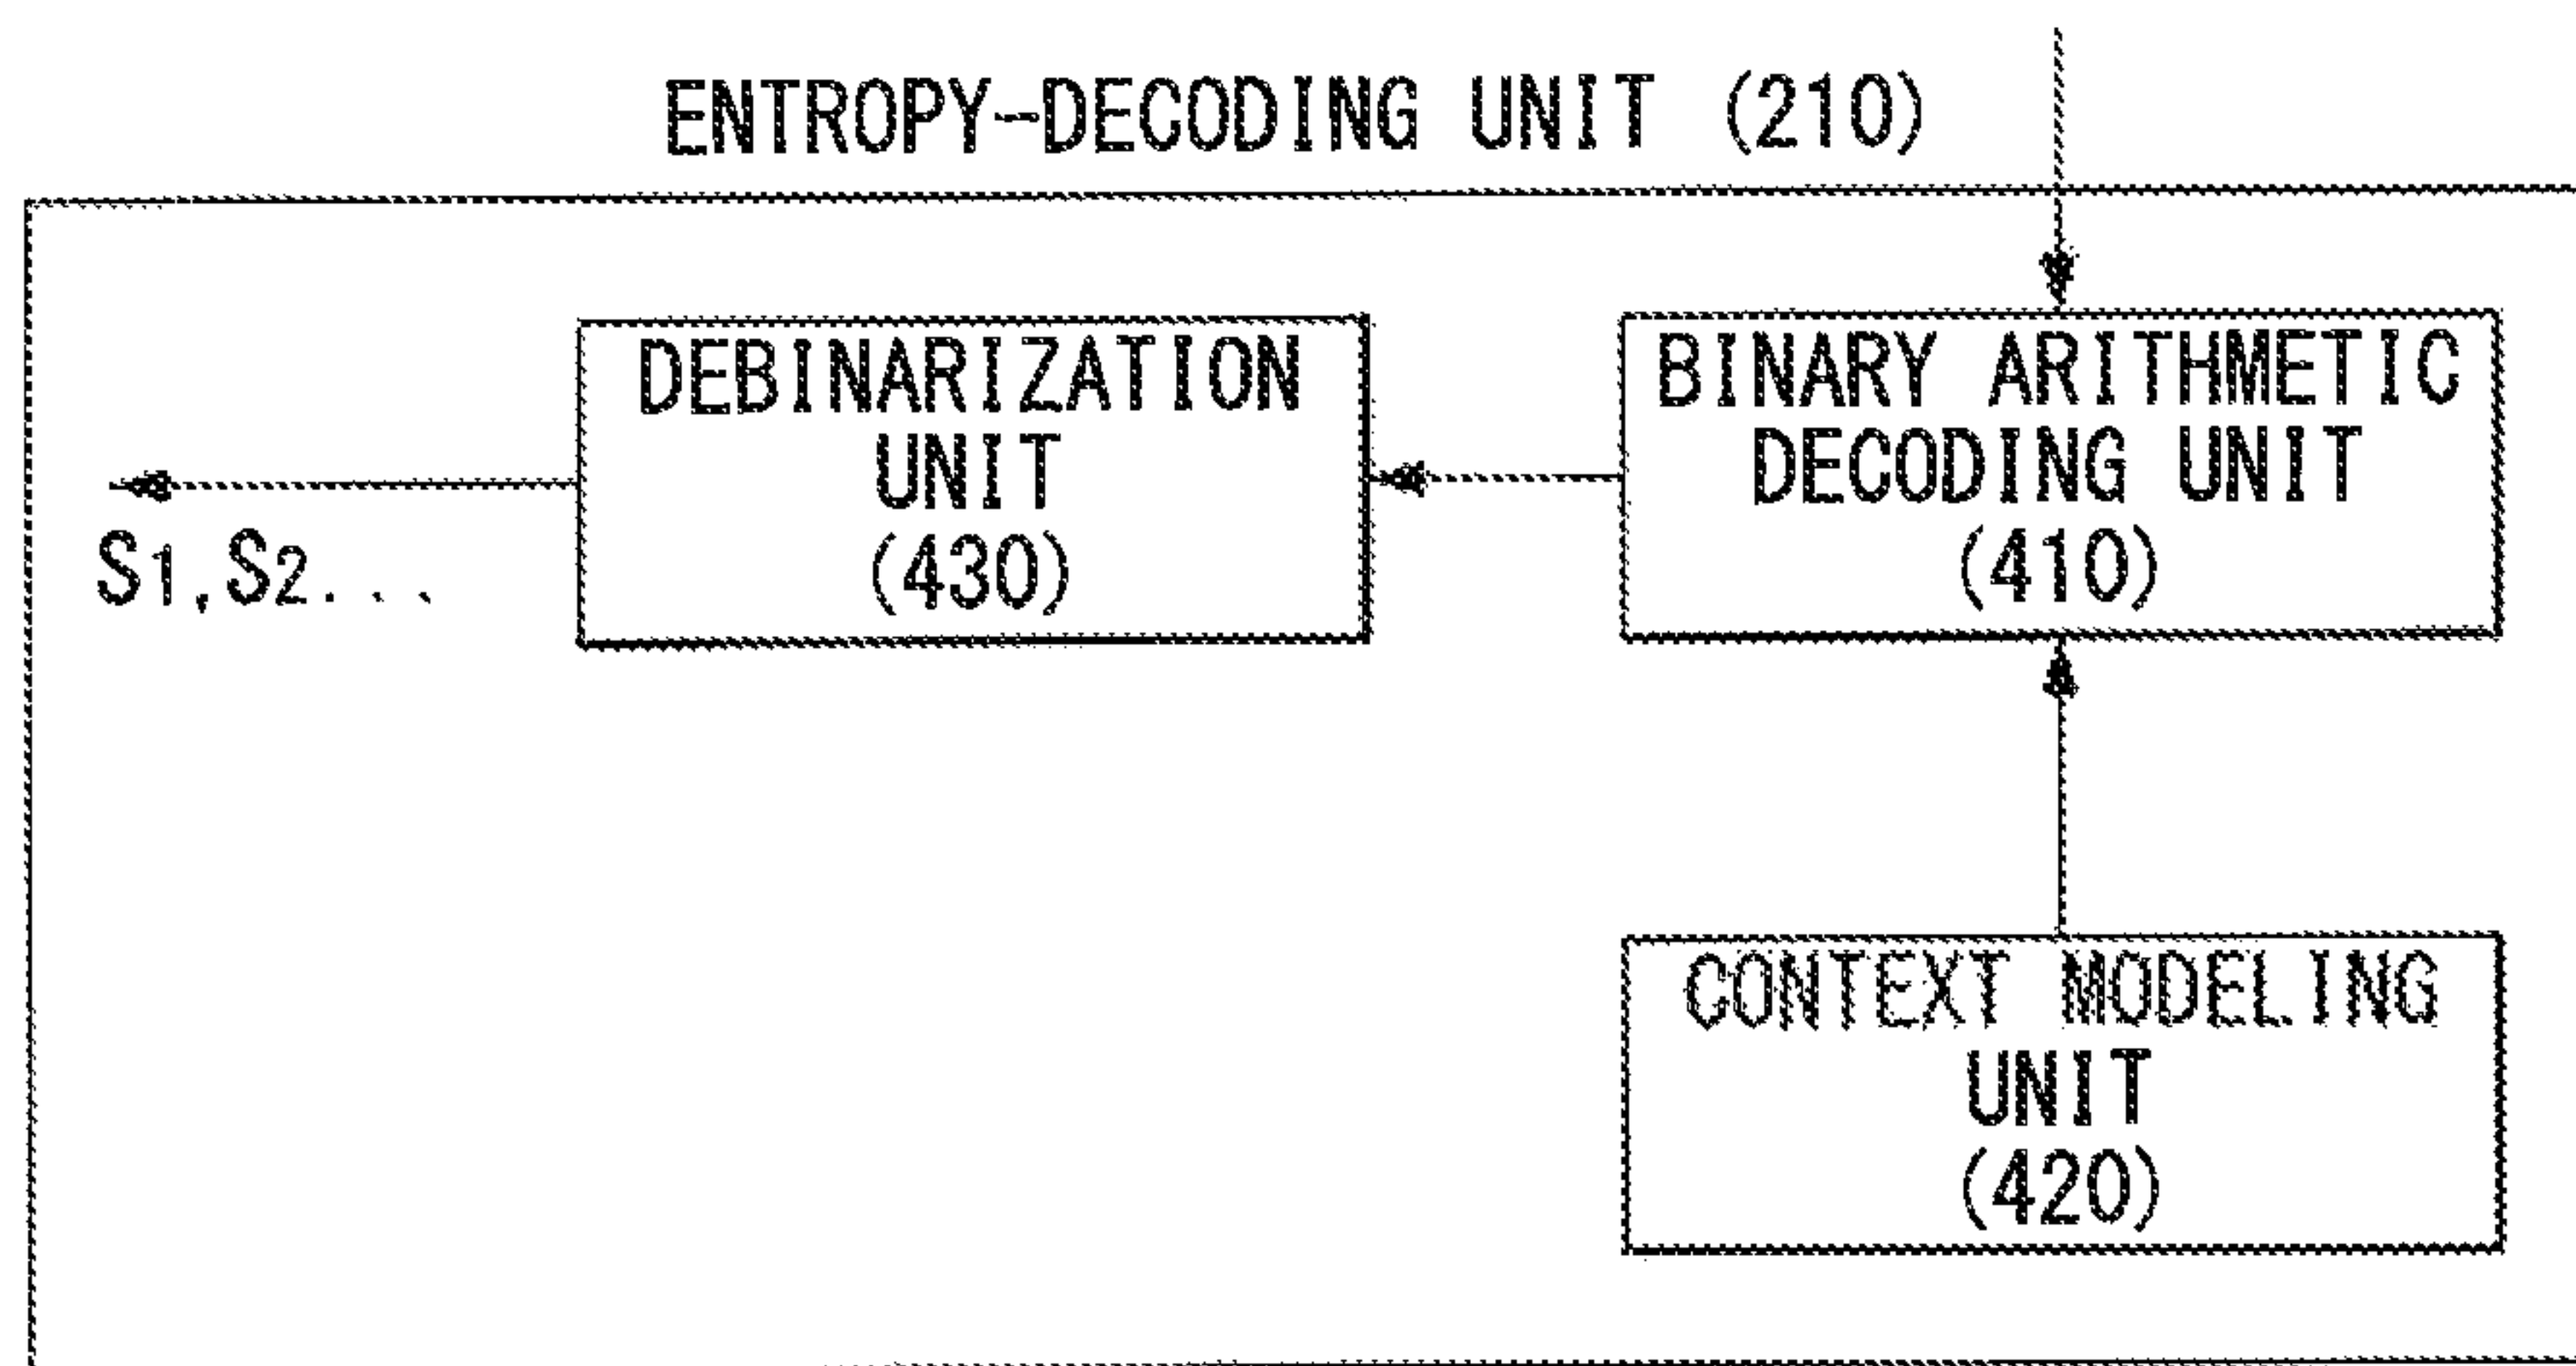 ENTROPY-DECODING UNIT (210)
DEBINARIZATION
UNIT
(430)
BINARY ARITHMETIC
DECODING UNIT
(410)
S1,S2...
CONTEXT MODELING
UNIT
(420)